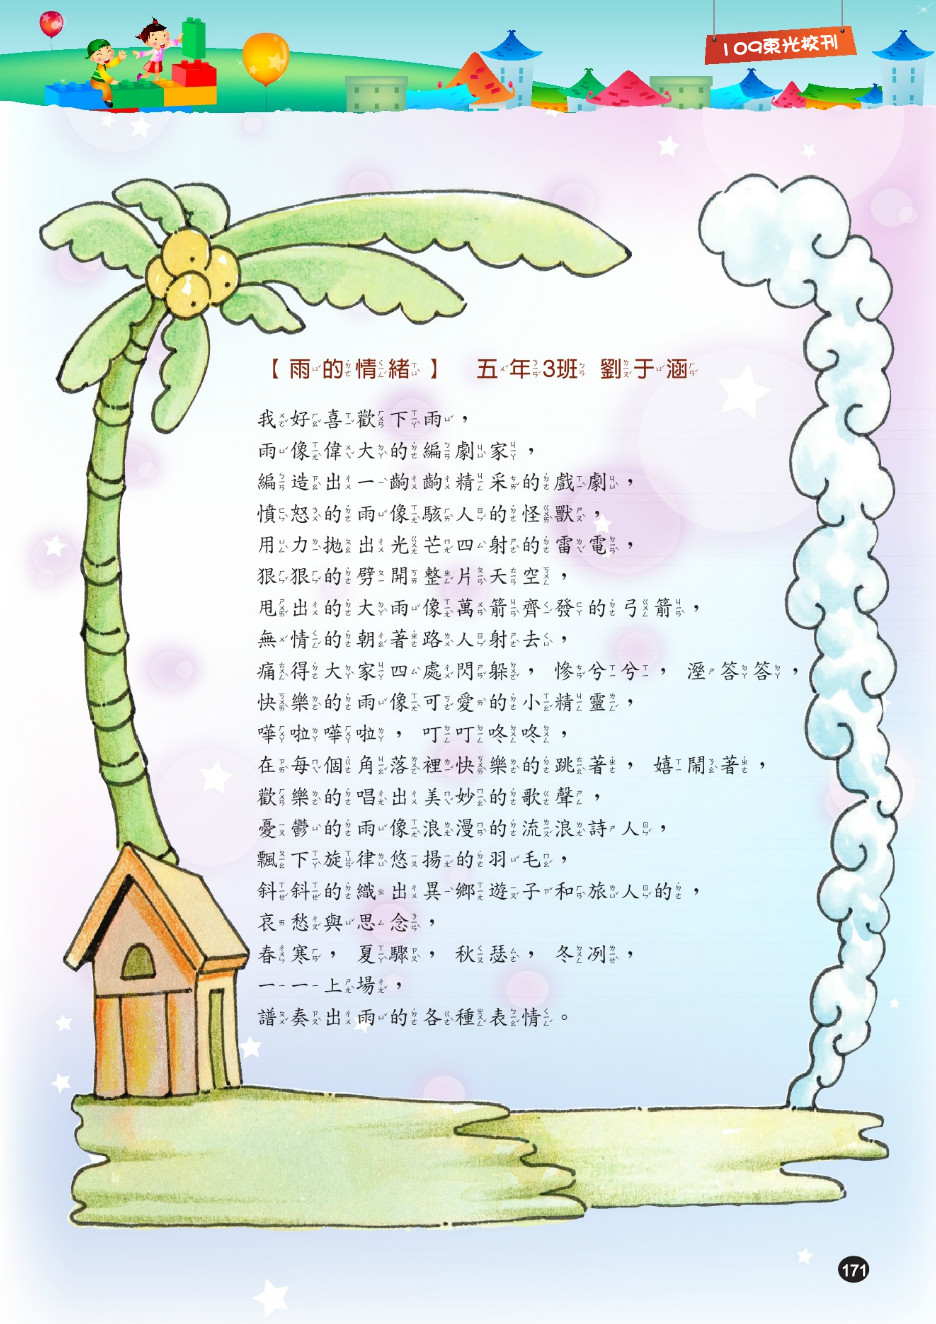 109東光校刊
【雨的情緒】 五年3班 劉于涵
我好喜歡下雨，
雨像偉大的編劇家，
編造出一齣齣精采的戲劇，
憤怒的雨像駭人的怪獸，
用力拋出光芒四射的雷電，
狠狠的劈開整片天空，
甩出的大雨像萬箭齊發的弓箭，
無情的朝著路人射去，
痛得大家四處閃躲，慘兮兮，溼答答，
快樂的雨像可愛的小精靈，
嘩啦嘩啦，叮叮咚咚，
在每個角落裡快樂的跳著，嬉鬧著，
歡樂的唱出美妙的歌聲，
憂鬱的雨像浪漫的流浪詩人，
飄下旋律悠揚的羽毛，
斜斜的織出異鄉遊子和旅人的，
哀愁與思念，
春寒，夏驟，秋瑟，冬冽，
一一上場，
譜奏出雨的各種表情。
171